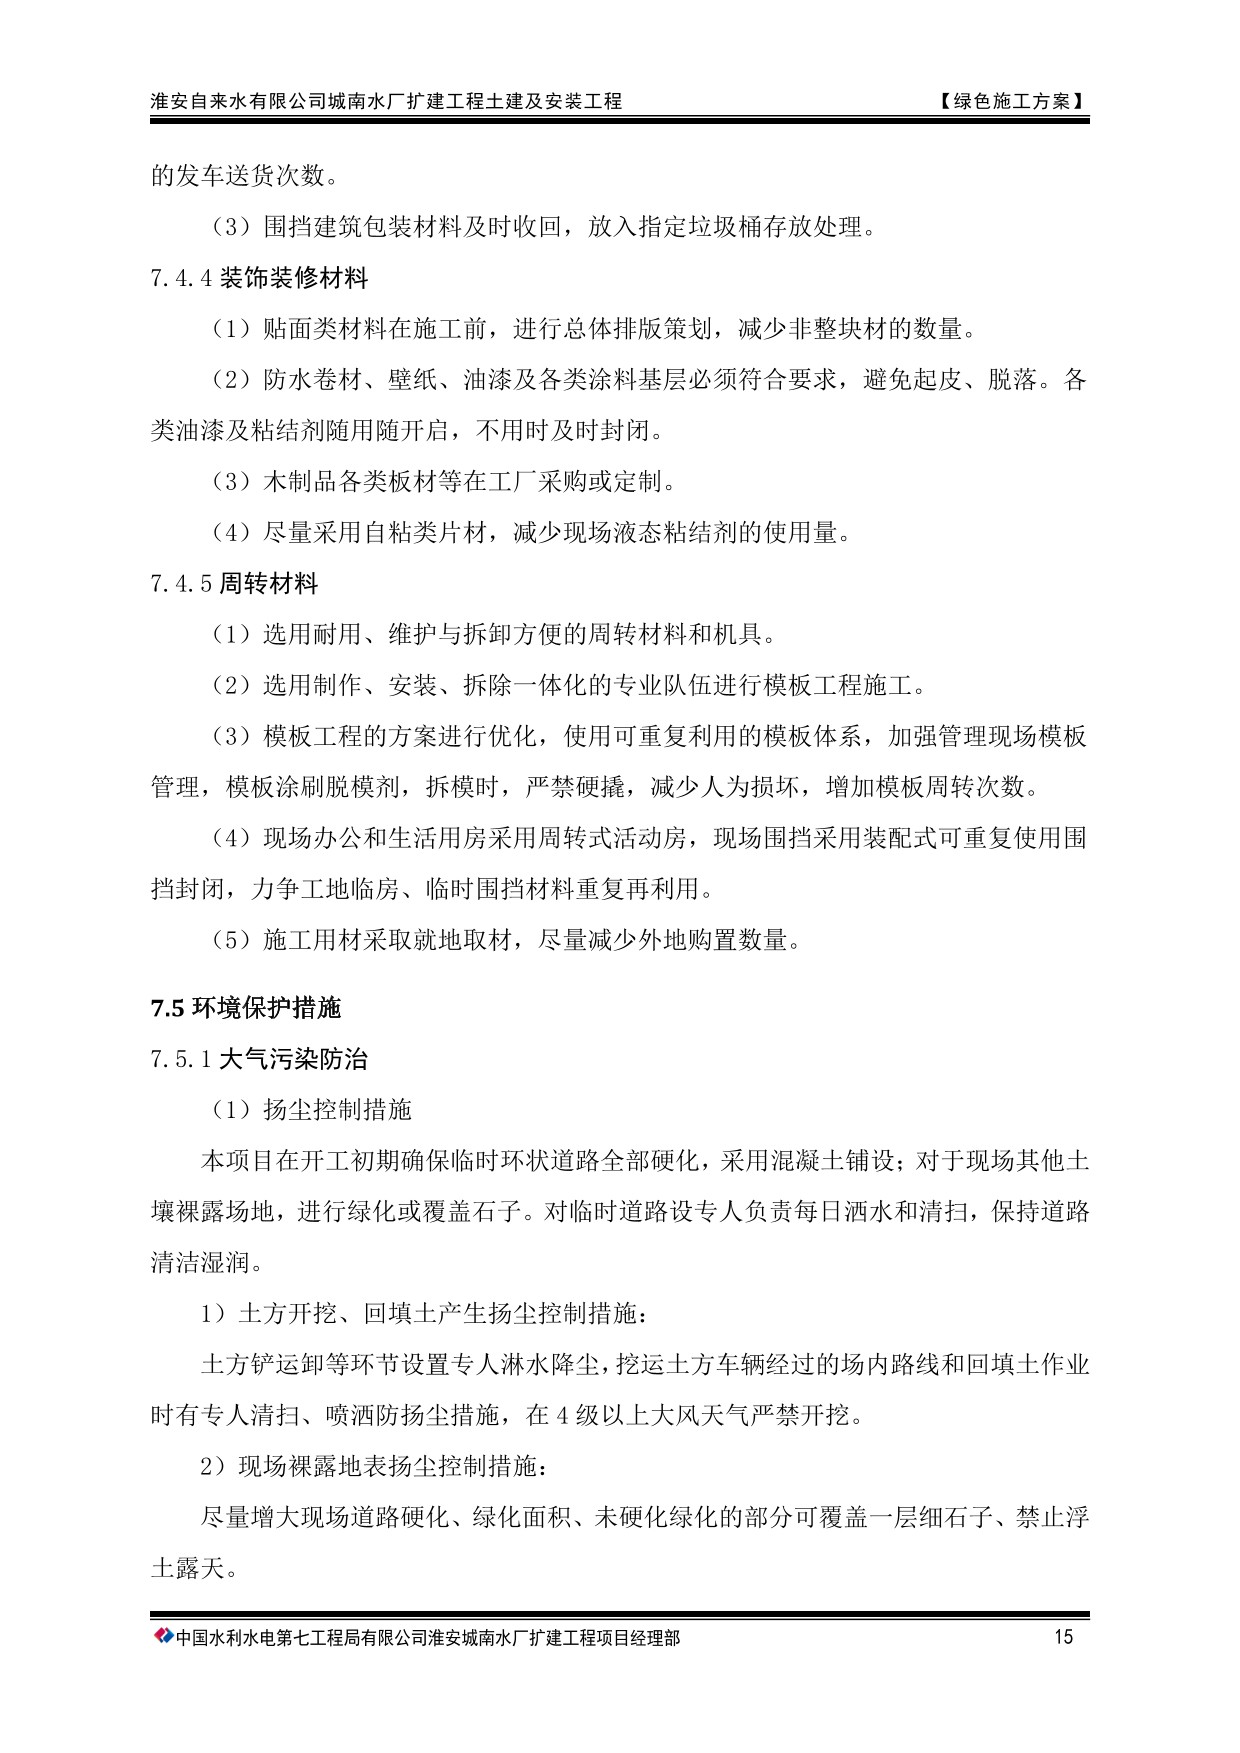 淮安自来水有限公司城南水厂扩建工程土建及安装工程 【绿色施工方案】
的发车送货次数。
（3）围挡建筑包装材料及时收回，放入指定垃圾桶存放处理。
7.4.4 装饰装修材料
（1）贴面类材料在施工前，进行总体排版策划，减少非整块材的数量。
（2）防水卷材、壁纸、油漆及各类涂料基层必须符合要求，避免起皮、脱落。各
类油漆及粘结剂随用随开启，不用时及时封闭。
（3）木制品各类板材等在工厂采购或定制。
（4）尽量采用自粘类片材，减少现场液态粘结剂的使用量。
7.4.5 周转材料
（1）选用耐用、维护与拆卸方便的周转材料和机具。
（2）选用制作、安装、拆除一体化的专业队伍进行模板工程施工。
（3）模板工程的方案进行优化，使用可重复利用的模板体系，加强管理现场模板
管理，模板涂刷脱模剂，拆模时，严禁硬撬，减少人为损坏，增加模板周转次数。
（4）现场办公和生活用房采用周转式活动房，现场围挡采用装配式可重复使用围
挡封闭，力争工地临房、临时围挡材料重复再利用。
（5）施工用材采取就地取材，尽量减少外地购置数量。
7.5 环境保护措施
7.5.1 大气污染防治
（1）扬尘控制措施
本项目在开工初期确保临时环状道路全部硬化，采用混凝土铺设；对于现场其他土
壤裸露场地，进行绿化或覆盖石子。对临时道路设专人负责每日洒水和清扫，保持道路
清洁湿润。
1）土方开挖、回填土产生扬尘控制措施：
土方铲运卸等环节设置专人淋水降尘，挖运土方车辆经过的场内路线和回填土作业
时有专人清扫、喷洒防扬尘措施，在 4 级以上大风天气严禁开挖。
2）现场裸露地表扬尘控制措施：
尽量增大现场道路硬化、绿化面积、未硬化绿化的部分可覆盖一层细石子、禁止浮
土露天。
中国水利水电第七工程局有限公司淮安城南水厂扩建工程项目经理部 15